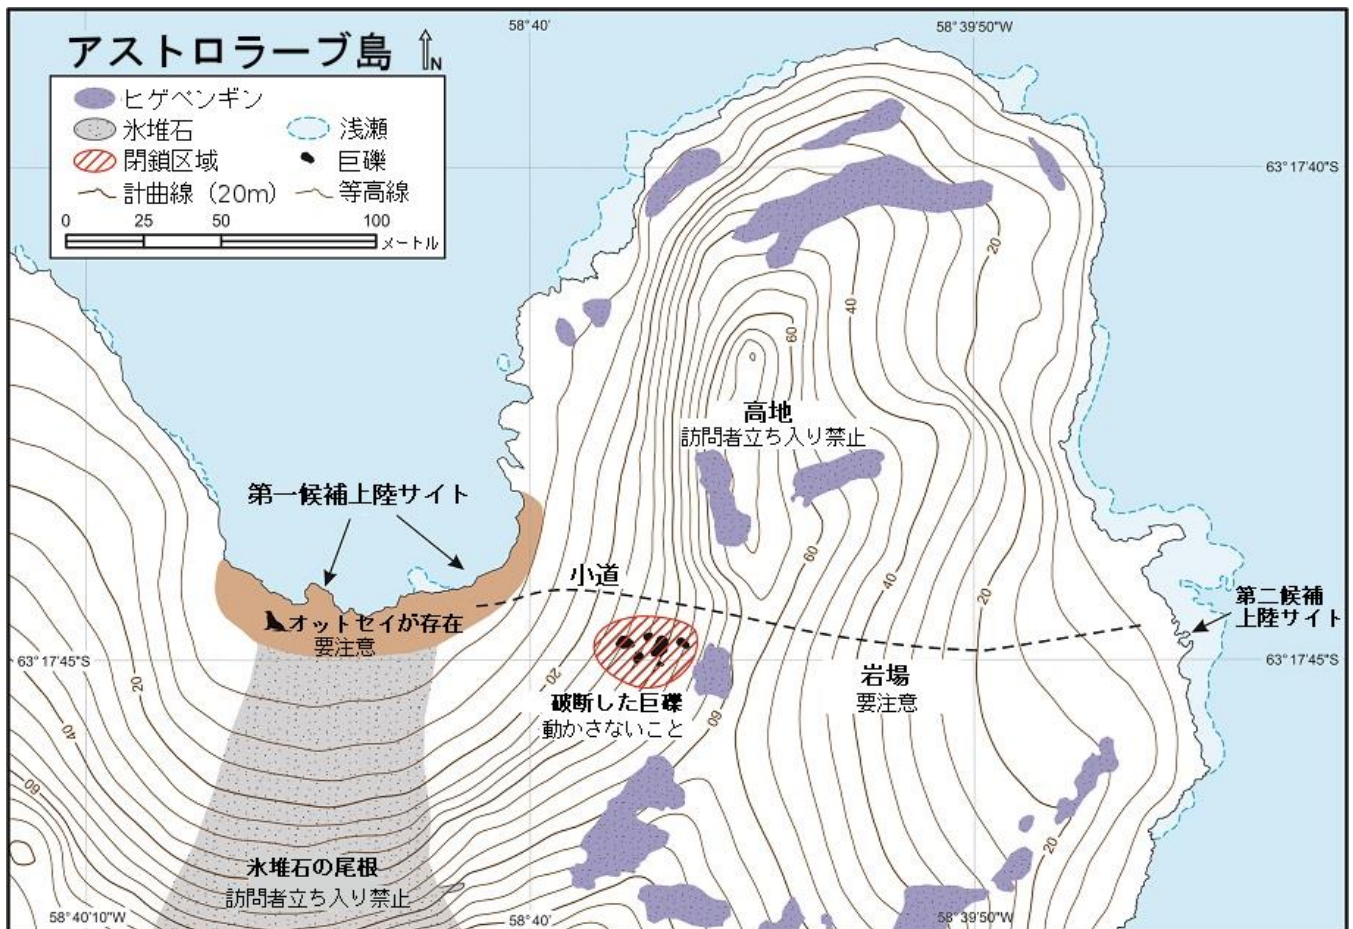 58°40'
58°39'50"W
アストロラーブ島
N
ヒゲペンギン
氷堆石
浅瀬
閉鎖区域
巨礫
計曲線（20m）
等高線
0 25 50 100
メートル
63°17'40"S
20
40
60
高地
訪問者立ち入り禁止
第一候補上陸サイト
60
小道
40
20
第二候補
上陸サイト
オットセイが存在
要注意
63°17'45"S
63°17'45"S
岩場
要注意
20
20
破断した巨礫
動かさないこと
60
40
60
20
氷堆石の尾根
訪問者立ち入り禁止
58°40'10"W
58°40'
58°39'50"W